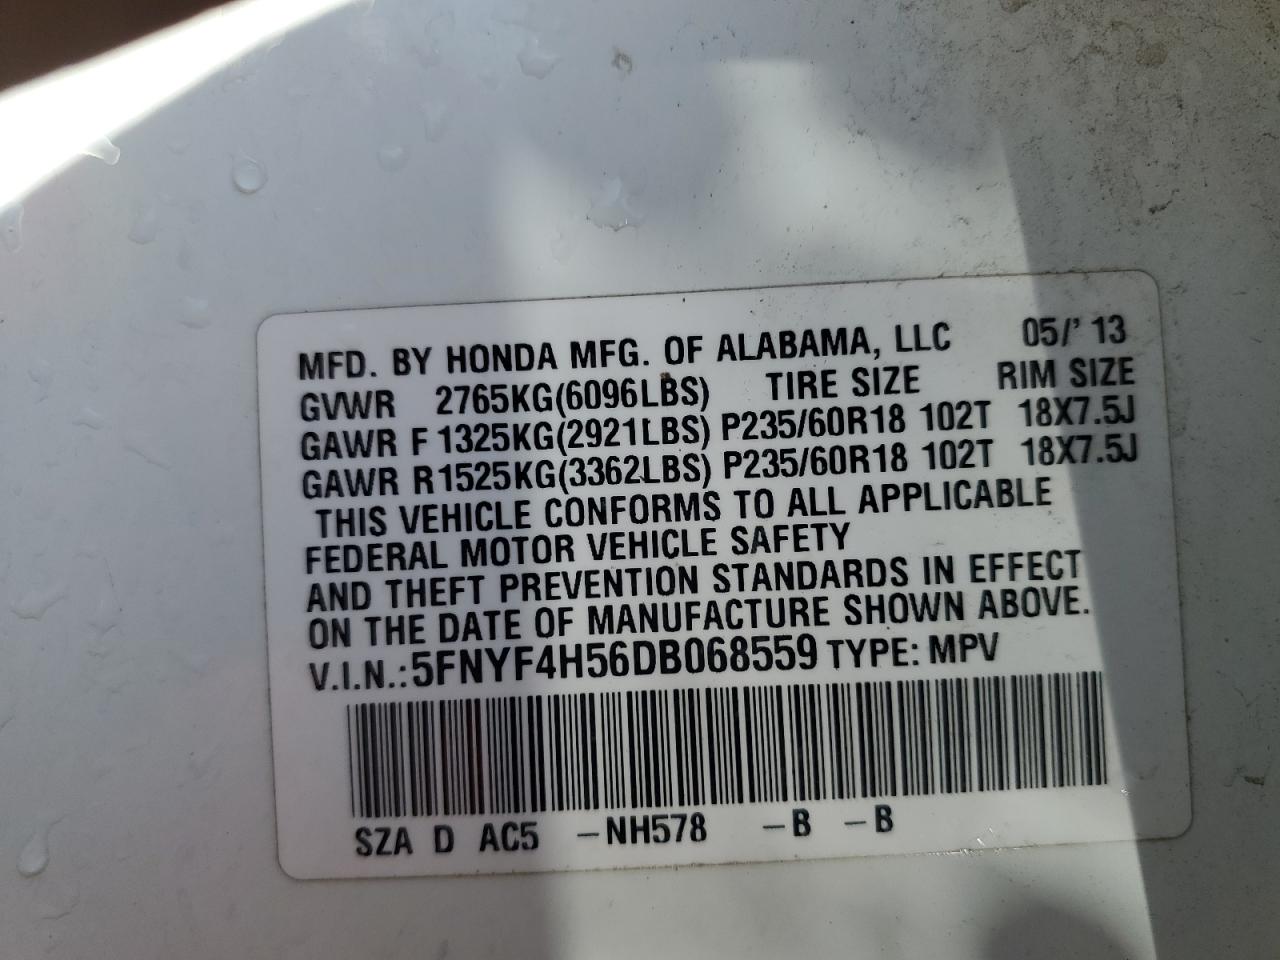 MFD. BY HONDA MFG. OF ALABAMA, LLC 05/' 13
GVWR 2765KG(6096LBS) TIRE SIZE RIM SIZE
GAWR F 1325KG(2921LBS) P235/60R18 102T 18X7.5J
GAWR R1525KG(3362LBS) P235/60R18 102T 18X7.5J
THIS VEHICLE CONFORMS TO ALL APPLICABLE
FEDERAL MOTOR VEHICLE SAFETY
AND THEFT PREVENTION STANDARDS IN EFFECT
ON THE DATE OF MANUFACTURE SHOWN ABOVE.
V.I.N.:5FNYF4H56DB068559 TYPE: MPV
SZA D AC5 –NH578 –B –B